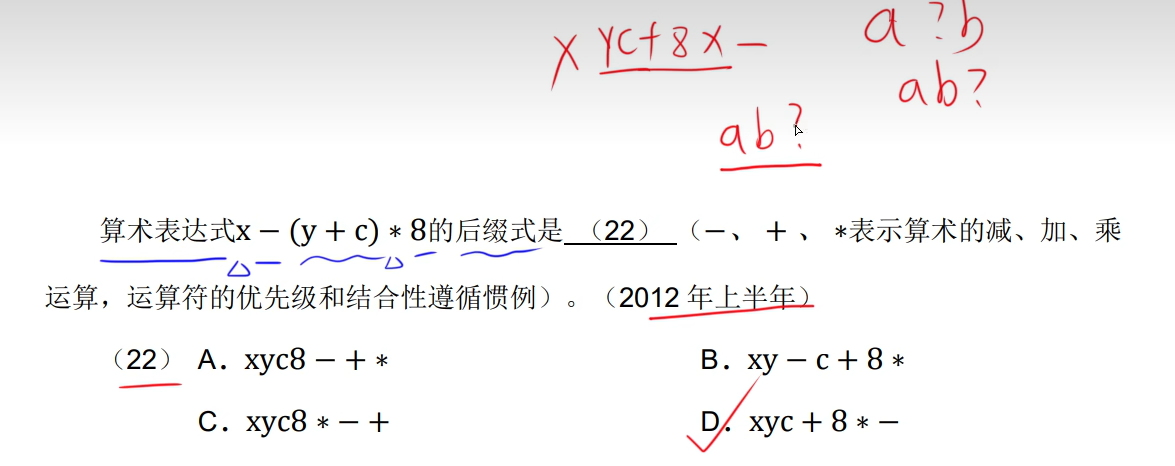 x yc+8×−
a?b
ab?
ab?
算术表达式x − (y + c) ∗ 8的后缀式是 （22） （−、 + 、 ∗表示算术的减、加、乘
运算，运算符的优先级和结合性遵循惯例）。（2012 年上半年）
（22） A．xyc8 − + ∗ B．xy − c + 8 ∗
C．xyc8 ∗ − + D．xyc + 8 ∗ −